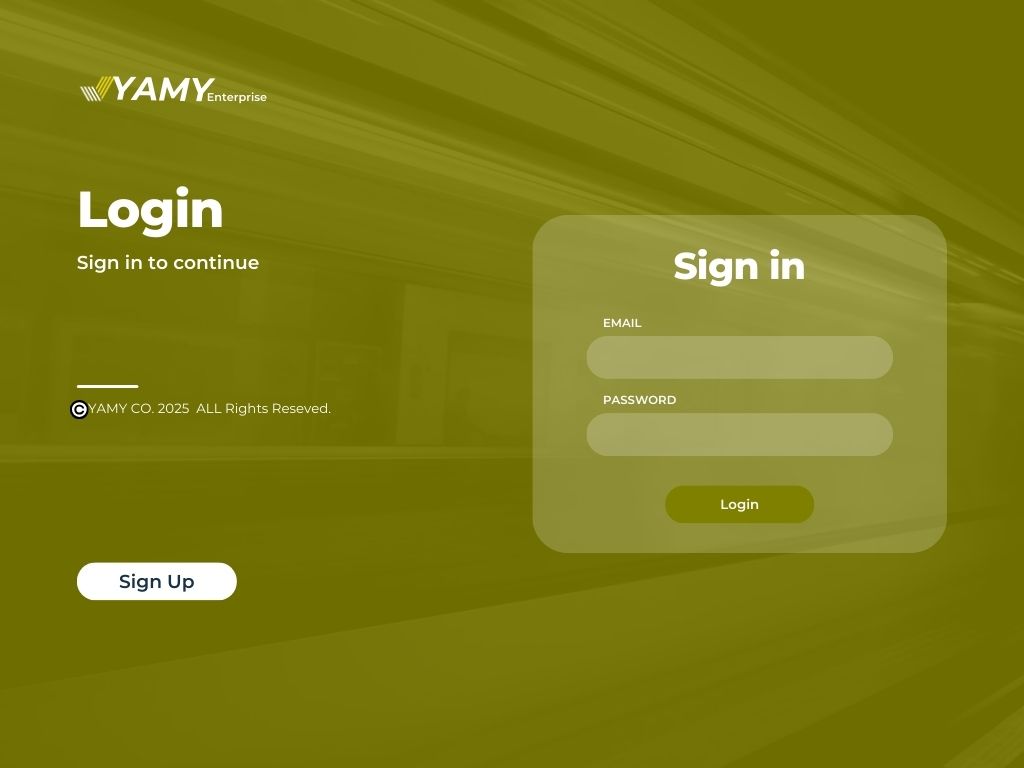 YAMY Enterprise
Login
Sign in to continue
© YAMY CO. 2025 ALL Rights Reseved.
Sign Up
Sign in
EMAIL
PASSWORD
Login